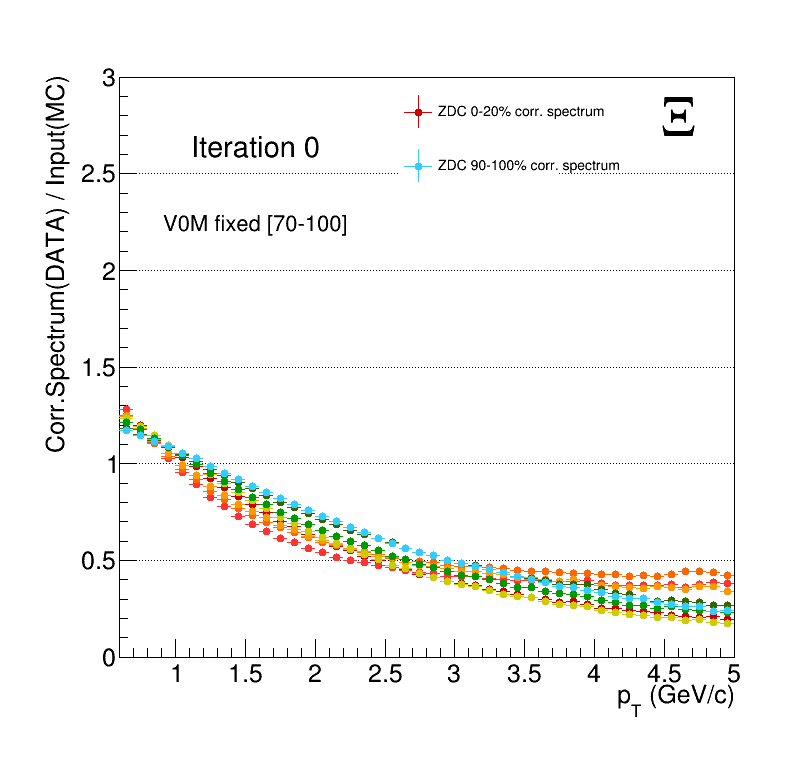 Corr.Spectrum(DATA) / Input(MC)
3
2.5
2
1.5
1
0.5
0
ZDC 0-20% corr. spectrum
Ξ
Iteration 0
ZDC 90-100% corr. spectrum
V0M fixed [70-100]
1 1.5 2 2.5 3 3.5 4 4.5 5
p_T (GeV/c)